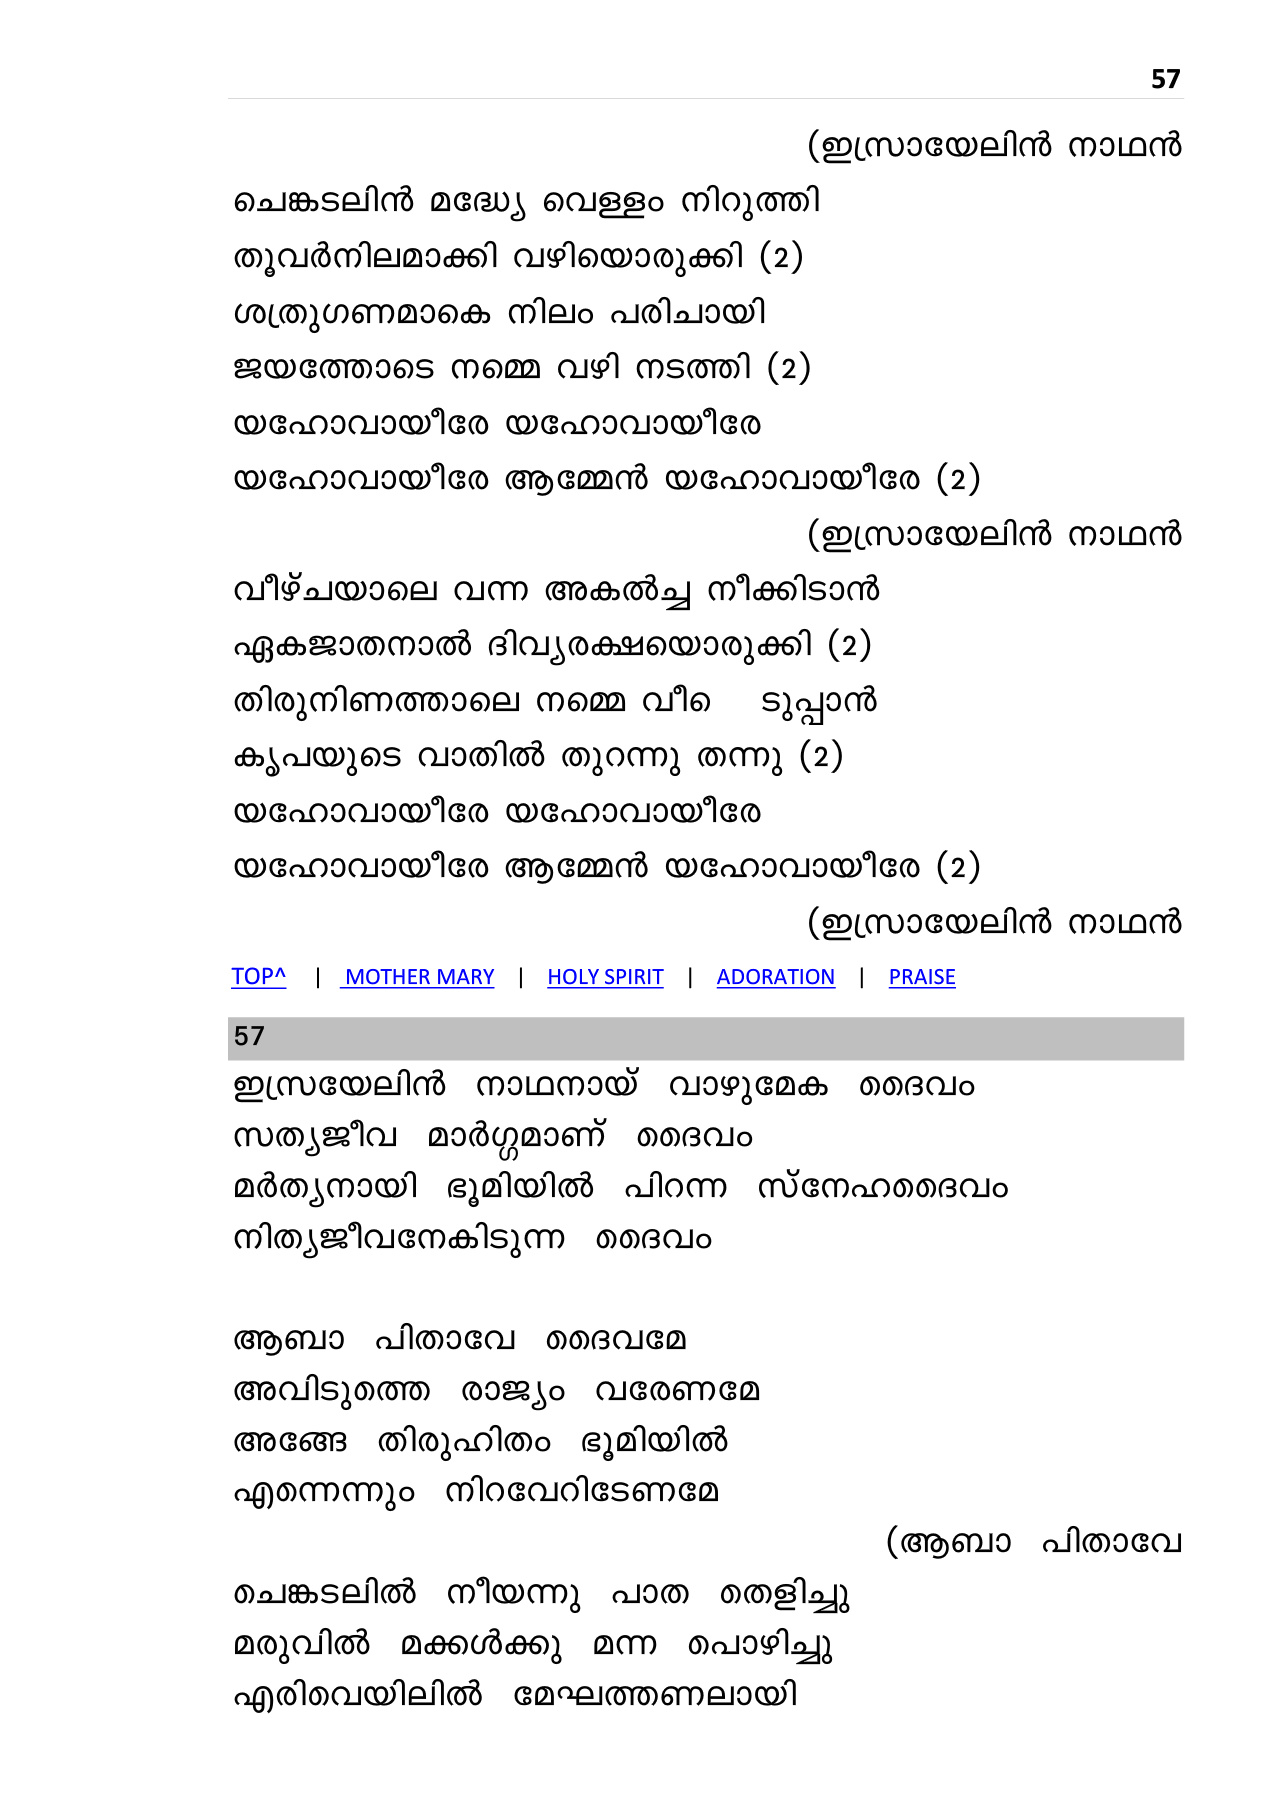 57
(ഇസ്രായേലിൻ നാഥൻ
ചെങ്കടലിൻ മദ്ധ്യേ വെള്ളം നിറുത്തി
തൂവർനിലമാക്കി വഴിയൊരുക്കി (2)
ശത്രുഗണമാകെ നിലം പരിചായി
ജയത്തോടെ നമ്മെ വഴി നടത്തി (2)
യഹോവായീരേ യഹോവായീരേ
യഹോവായീരേ ആമ്മേൻ യഹോവായീരേ (2)
(ഇസ്രായേലിൻ നാഥൻ
വീഴ്ചയാലെ വന്ന അകൽച്ച നീക്കിടാൻ
ഏകജാതനാൽ ദിവ്യരക്ഷയൊരുക്കി (2)
തിരുനിണത്താലെ നമ്മെ വീെ ടുപ്പാൻ
കൃപയുടെ വാതിൽ തുറന്നു തന്നു (2)
യഹോവായീരേ യഹോവായീരേ
യഹോവായീരേ ആമ്മേൻ യഹോവായീരേ (2)
(ഇസ്രായേലിൻ നാഥൻ
TOP^ | MOTHER MARY | HOLY SPIRIT | ADORATION | PRAISE
57
ഇസ്രയേലിൻ നാഥനായ് വാഴുമേക ദൈവം
സത്യജീവ മാർഗ്ഗമാണ് ദൈവം
മർത്യനായി ഭൂമിയിൽ പിറന്ന സ്നേഹദൈവം
നിത്യജീവനേകിടുന്ന ദൈവം
ആബാ പിതാവേ ദൈവമേ
അവിടുത്തെ രാജ്യം വരേണമേ
അങ്ങേ തിരുഹിതം ഭൂമിയിൽ
എന്നെന്നും നിറവേറിടേണമേ
(ആബാ പിതാവേ
ചെങ്കടലിൽ നീയന്നു പാത തെളിച്ചു
മരുവിൽ മക്കൾക്കു മന്ന പൊഴിച്ചു
എരിവെയിലിൽ മേഘത്തണലായി